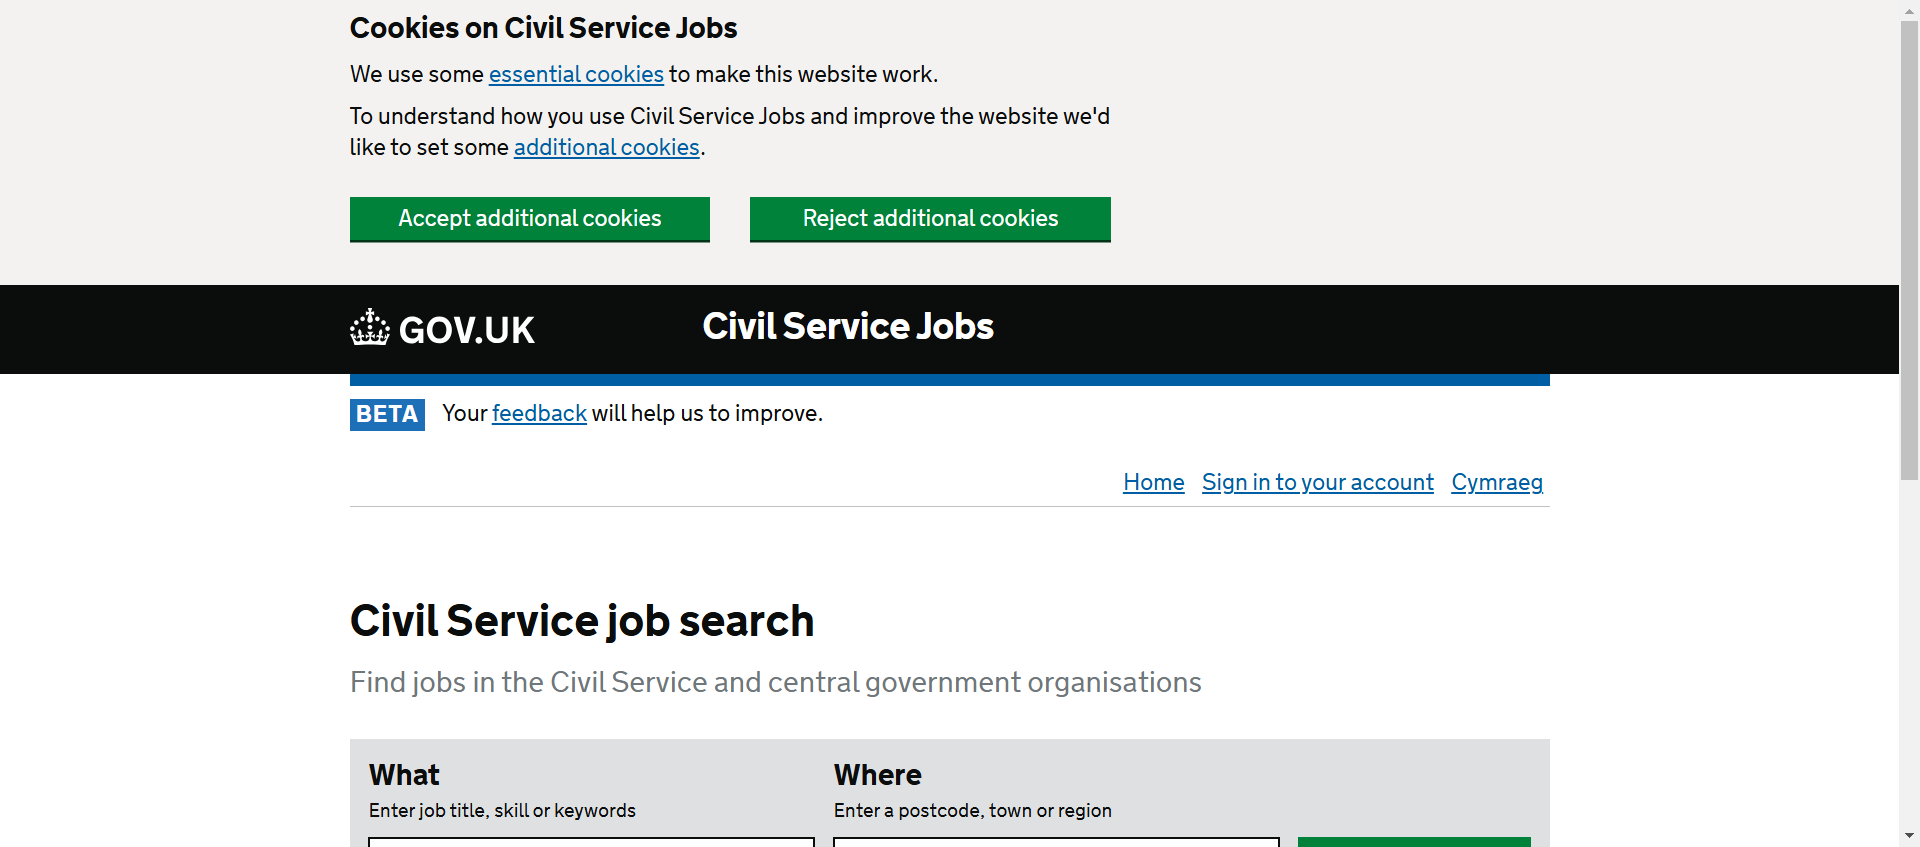 Cookies on Civil Service Jobs
We use some essential cookies to make this website work.
To understand how you use Civil Service Jobs and improve the website we'd
like to set some additional cookies.
Accept additional cookies
Reject additional cookies
GOV.UK
Civil Service Jobs
BETA Your feedback will help us to improve.
Home Sign in to your account Cymraeg
Civil Service job search
Find jobs in the Civil Service and central government organisations
What
Enter job title, skill or keywords
Where
Enter a postcode, town or region